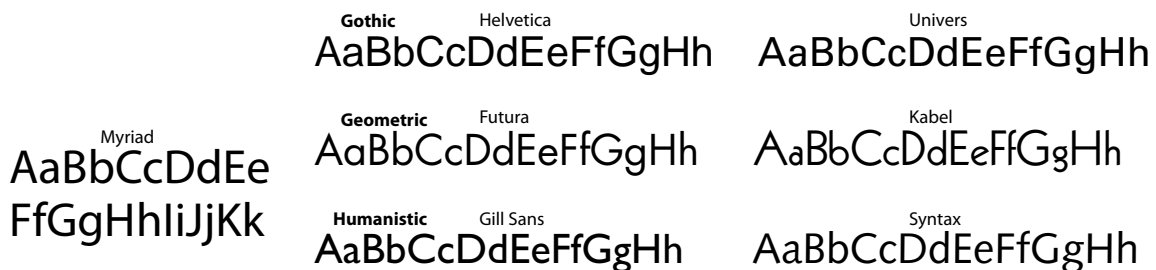 Myriad
AaBbCcDdEe
FfGgHhIiJjKk
Gothic Helvetica
AaBbCcDdEeFfGgHh
Univers
AaBbCcDdEeFfGgHh
Geometric Futura
AaBbCcDdEeFfGgHh
Kabel
AaBbCcDdEeFfGgHh
Humanistic Gill Sans
AaBbCcDdEeFfGgHh
Syntax
AaBbCcDdEeFfGgHh